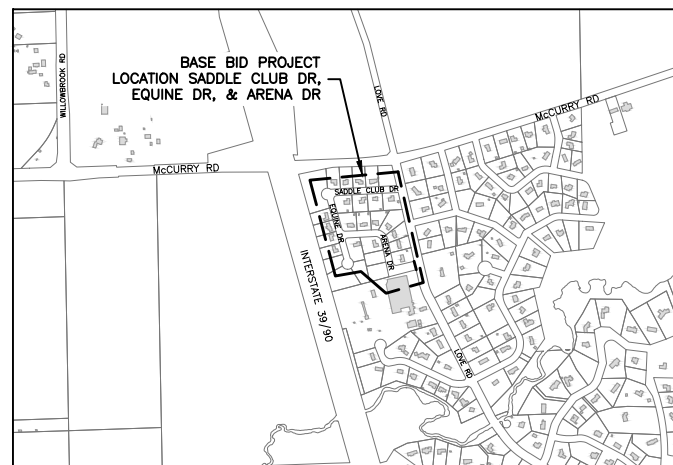 BASE BID PROJECT
LOCATION SADDLE CLUB DR,
EQUINE DR, & ARENA DR
WILLOWBROOK RD
LOVE RD
McCURRY RD
McCURRY RD
SADDLE CLUB DR
EQUINE DR
ARENA DR
INTERSTATE 39/90
LOVE RD